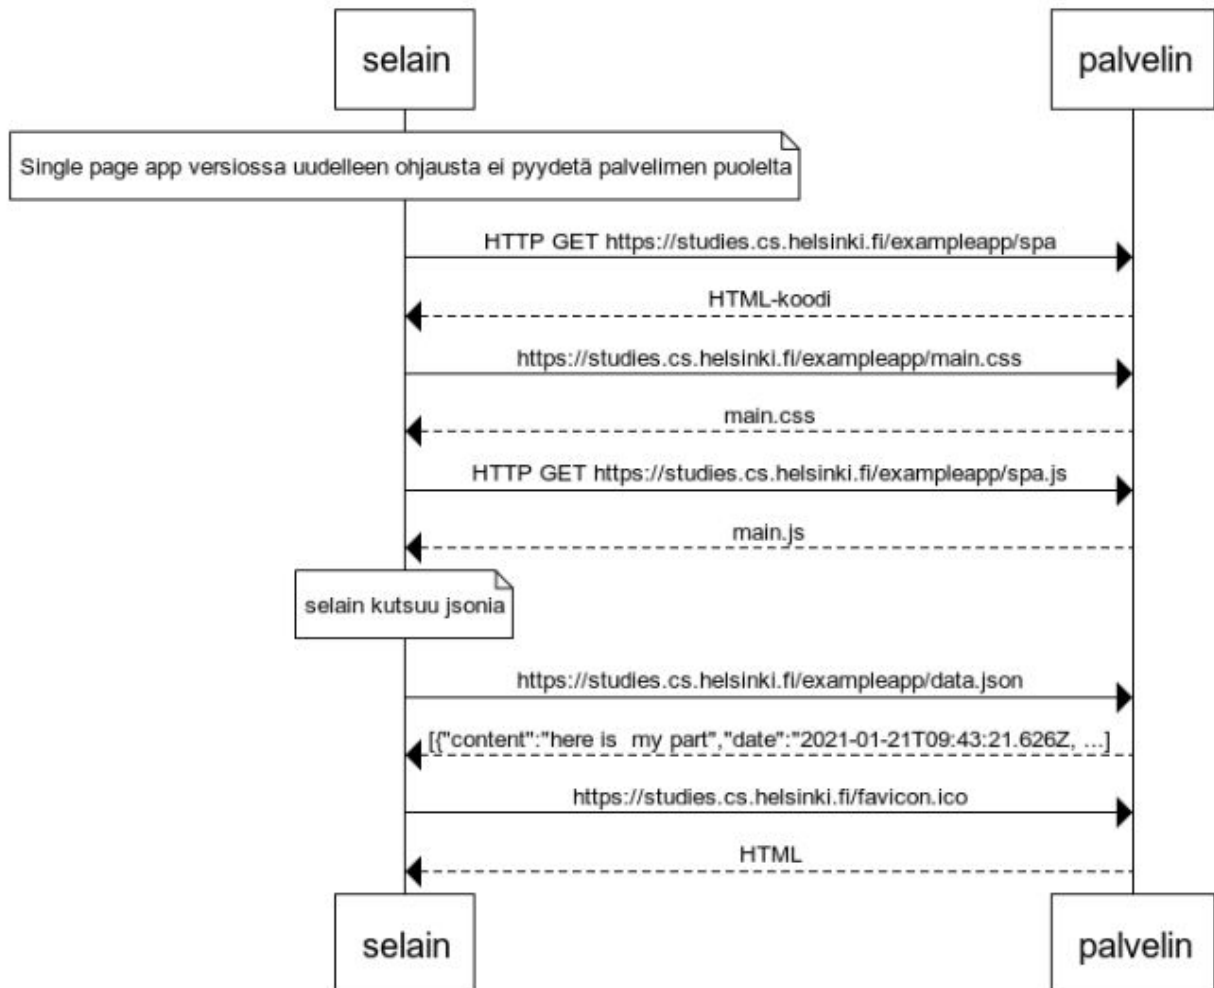 selain palvelin
Single page app versiossa uudelleen ohjausta ei pyydetä palvelimen puolelta
HTTP GET https://studies.cs.helsinki.fi/exampleapp/spa
HTML-koodi
https://studies.cs.helsinki.fi/exampleapp/main.css
main.css
HTTP GET https://studies.cs.helsinki.fi/exampleapp/spa.js
main.js
selain kutsuu jsonia
https://studies.cs.helsinki.fi/exampleapp/data.json
[{"content":"here is  my part","date":"2021-01-21T09:43:21.626Z, ...]
https://studies.cs.helsinki.fi/favicon.ico
HTML
selain palvelin